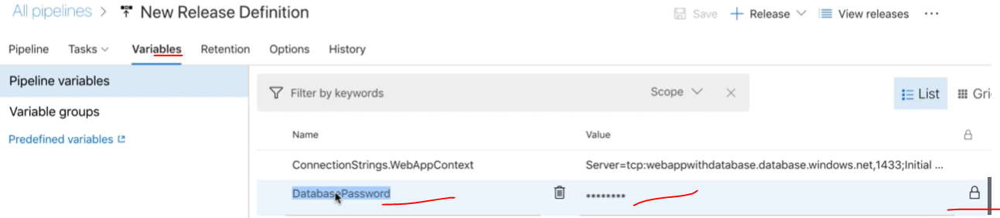 All pipelines > New Release Definition
Save + Release View releases ...
Pipeline Tasks Variables Retention Options History
Pipeline variables
Variable groups
Predefined variables
Filter by keywords Scope × List
Name Value
ConnectionStrings.WebAppContext Server=tcp:webappwithdatabase.database.windows.net,1433;Initial ...
DatabasePassword ********